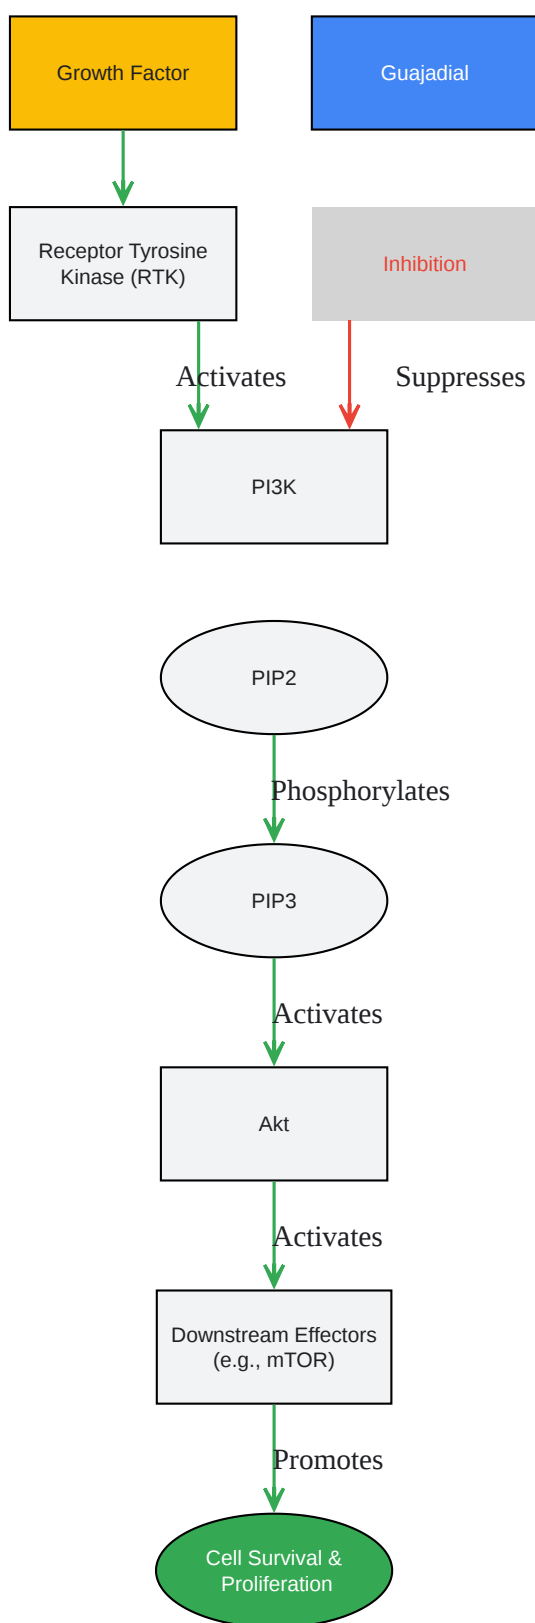 Growth Factor
Guajadial
Receptor Tyrosine
Kinase (RTK)
Inhibition
Activates
Suppresses
PI3K
PIP2
Phosphorylates
PIP3
Activates
Akt
Activates
Downstream Effectors
(e.g., mTOR)
Promotes
Cell Survival &
Proliferation